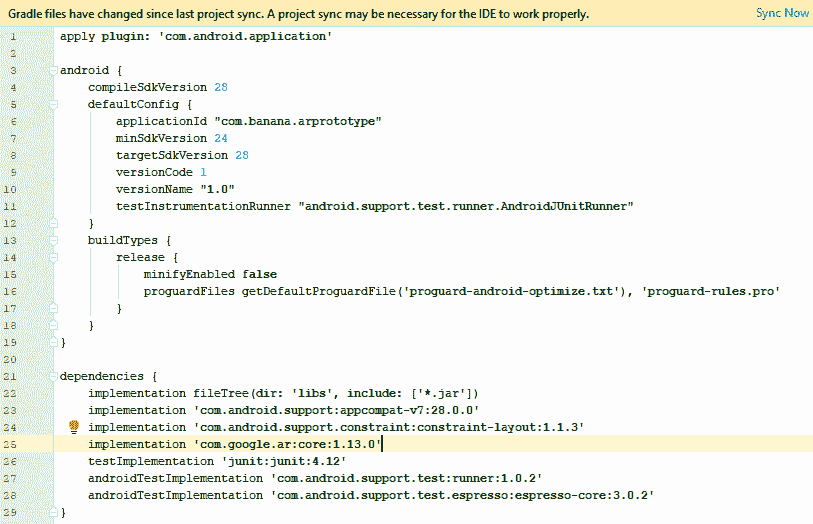 Gradle files have changed since last project sync. A project sync may be necessary for the IDE to work properly. Sync Now
1 apply plugin: 'com.android.application'
2
3 android {
4 compileSdkVersion 28
5 defaultConfig {
6 applicationId "com.banana.arprototype"
7 minSdkVersion 24
8 targetSdkVersion 28
9 versionCode 1
10 versionName "1.0"
11 testInstrumentationRunner "android.support.test.runner.AndroidJUnitRunner"
12 }
13 buildTypes {
14 release {
15 minifyEnabled false
16 proguardFiles getDefaultProguardFile('proguard-android-optimize.txt'), 'proguard-rules.pro'
17 }
18 }
19 }
20
21 dependencies {
22 implementation fileTree(dir: 'libs', include: ['*.jar'])
23 implementation 'com.android.support:appcompat-v7:28.0.0'
24 implementation 'com.android.support.constraint:constraint-layout:1.1.3'
25 implementation 'com.google.ar:core:1.13.0'
26 testImplementation 'junit:junit:4.12'
27 androidTestImplementation 'com.android.support.test:runner:1.0.2'
28 androidTestImplementation 'com.android.support.test.espresso:espresso-core:3.0.2'
29 }